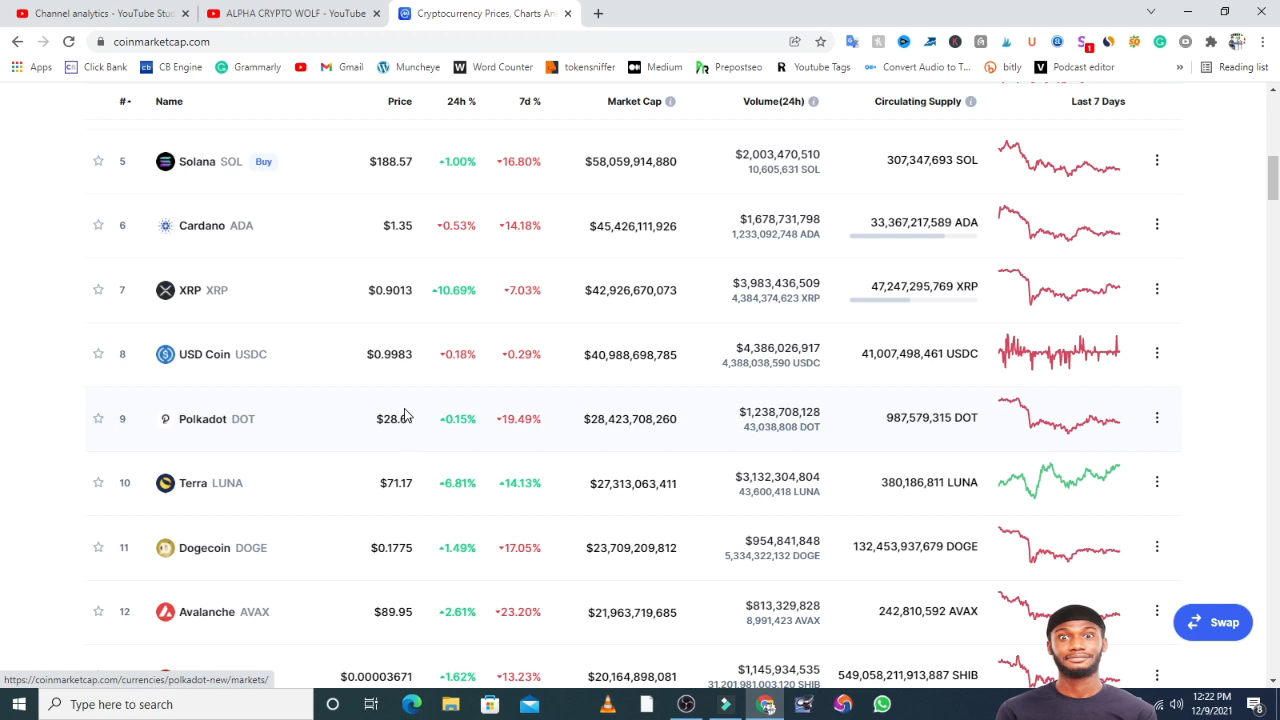 Cryptocurrency - YouTube Stu
ALPHA CRYPTO WOLF - YouTube
Cryptocurrency Prices, Charts An
coinmarketcap.com
Apps
Click Bank
CB Engine
Grammarly
Gmail
Muncheye
Word Counter
tokensniffer
Medium
Prepostseo
Youtube Tags
Convert Audio to T...
bitly
Podcast editor
»
Reading list
# Name Price 24h % 7d % Market Cap Volume(24h) Circulating Supply Last 7 Days
5 Solana SOL Buy $188.57 1.00% 16.80% $58,059,914,880 $2,003,470,510 307,347,693 SOL
10,605,631 SOL
6 Cardano ADA $1.35 0.53% 14.18% $45,426,111,926 $1,678,731,798 33,367,217,589 ADA
1,233,092,748 ADA
7 XRP XRP $0.9013 10.69% 7.03% $42,926,670,073 $3,983,436,509 47,247,295,769 XRP
4,384,374,623 XRP
8 USD Coin USDC $0.9983 0.18% 0.29% $40,988,698,785 $4,386,026,917 41,007,498,461 USDC
4,388,038,590 USDC
9 Polkadot DOT 0.15% 19.49% $28,423,708,260 $1,238,708,128 987,579,315 DOT
43,038,808 DOT
10 Terra LUNA $71.17 6.81% 14.13% $27,313,063,411 $3,132,304,804 380,186,811 LUNA
43,600,418 LUNA
11 Dogecoin DOGE $0.1775 1.49% 17.05% $23,709,209,812 $954,841,848 132,453,937,679 DOGE
5,334,322,132 DOGE
12 Avalanche AVAX $89.95 2.61% 23.20% $21,963,719,685 $813,329,828 242,810,592 AVAX
8,991,423 AVAX
Swap
$0.00003671 1.62% 13.23% $20,164,898,081 $1,145,934,535 549,058,211,913,887 SHIB
31,201,981,003,120 SHIB
https://coinmarketcap.com/currencies/polkadot-new/markets/
Type here to search
12:22 PM
12/9/2021